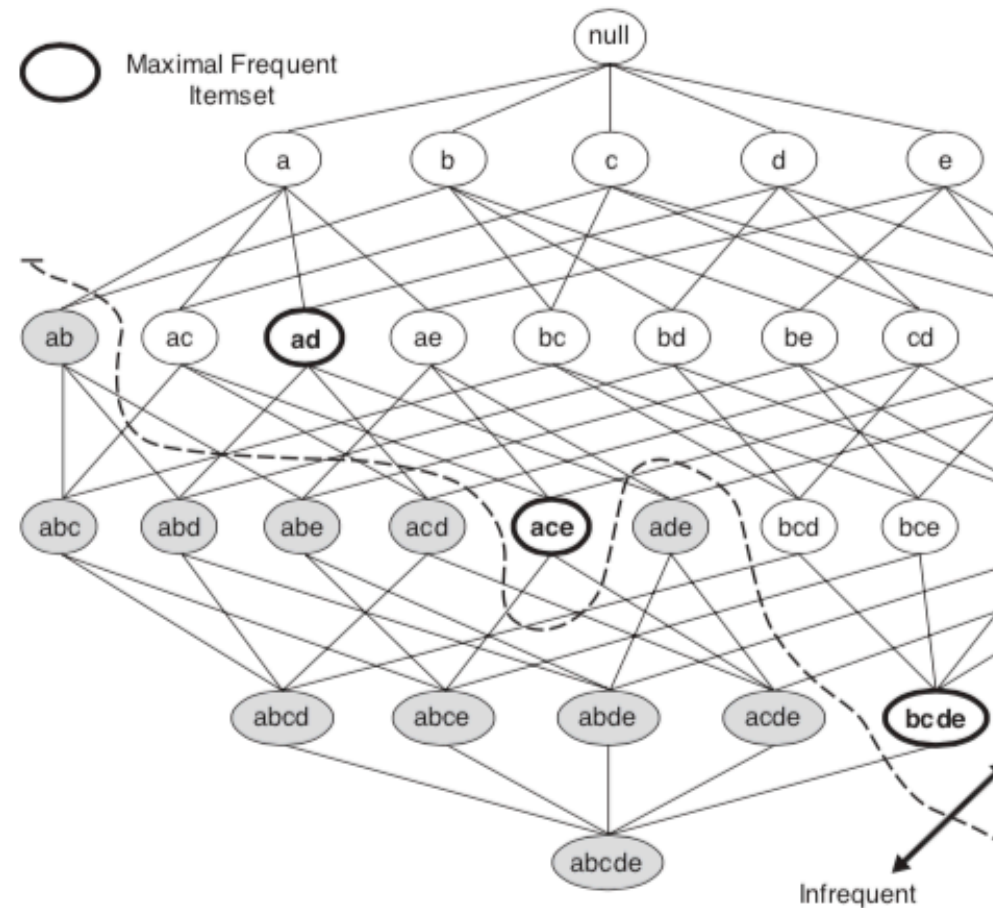 null
Maximal Frequent
Itemset
a b c d e
ab ac ad ae bc bd be cd
abc abd abe acd ace ade bcd bce
abcd abce abde acde bcde
abcde
Infrequent